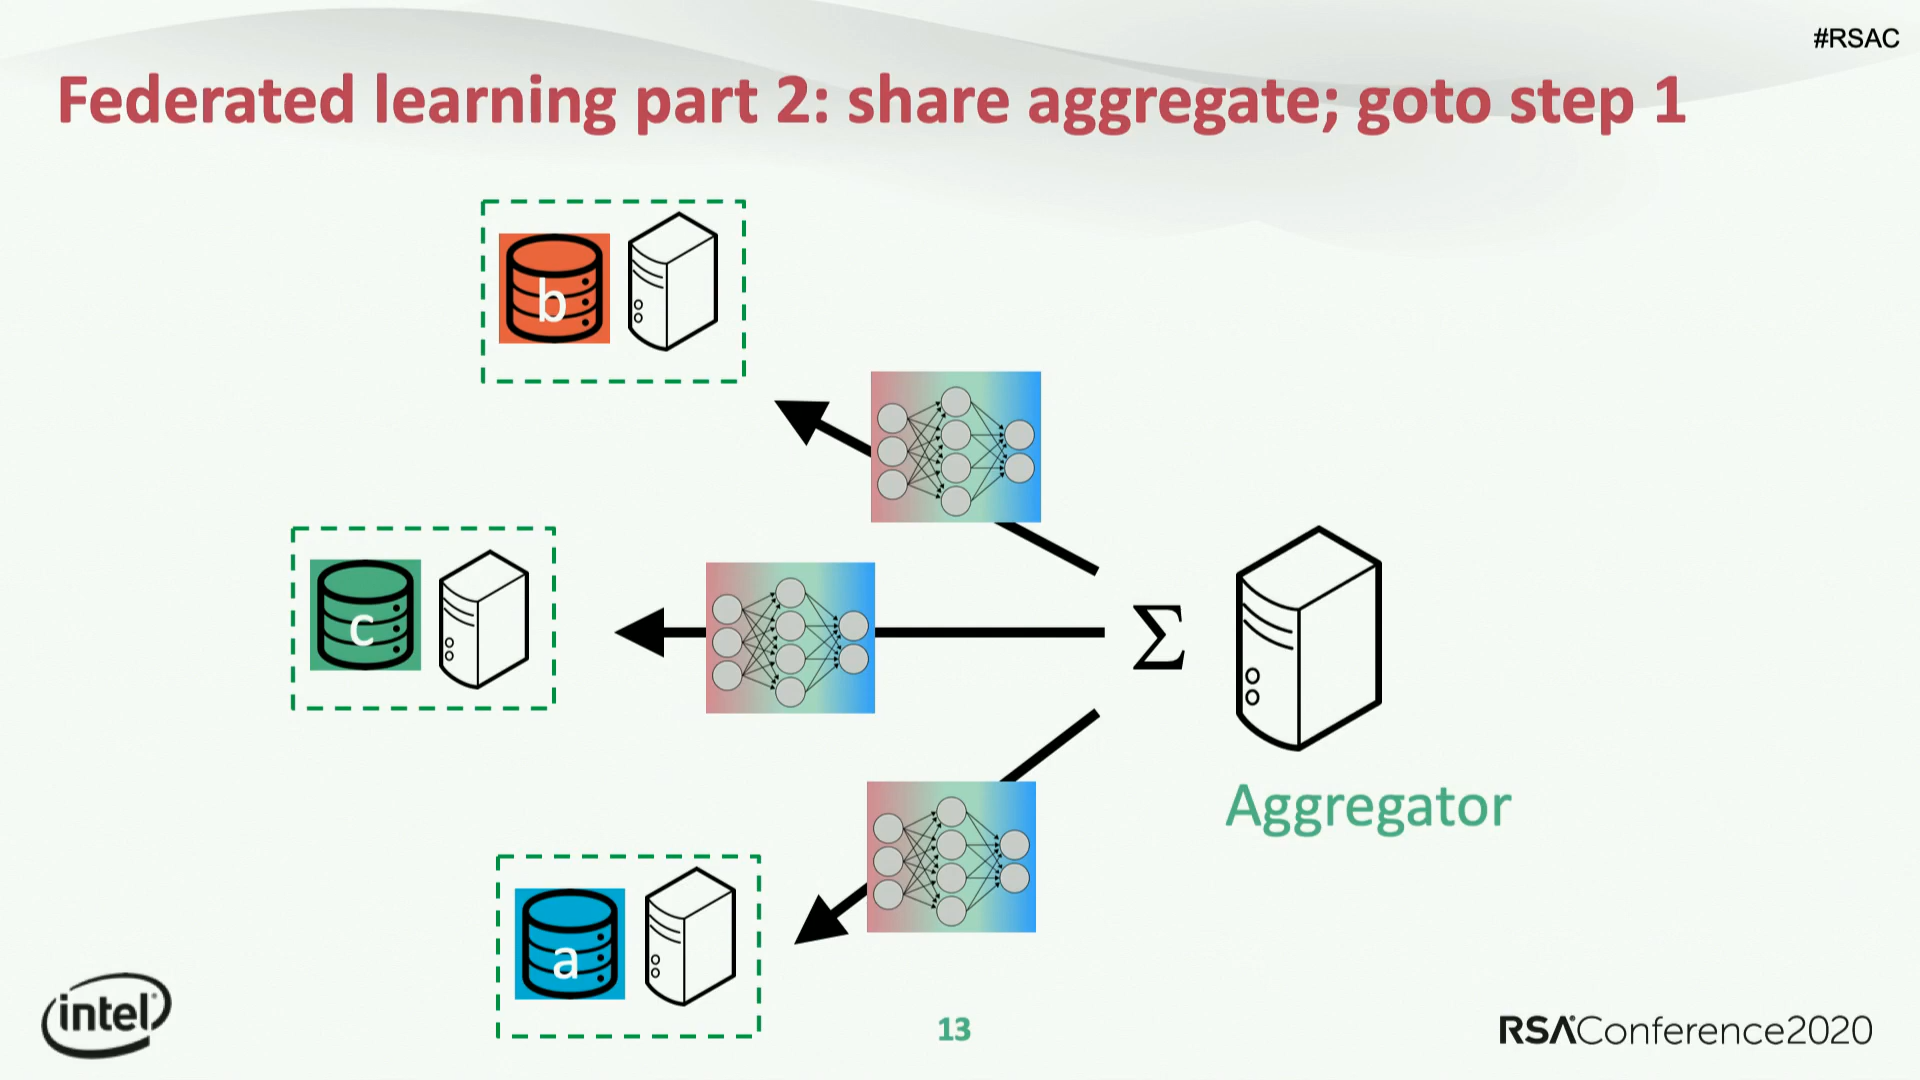 #RSAC
Federated learning part 2: share aggregate; goto step 1
b
c
Σ
Aggregator
a
intel
13
RSAConference2020